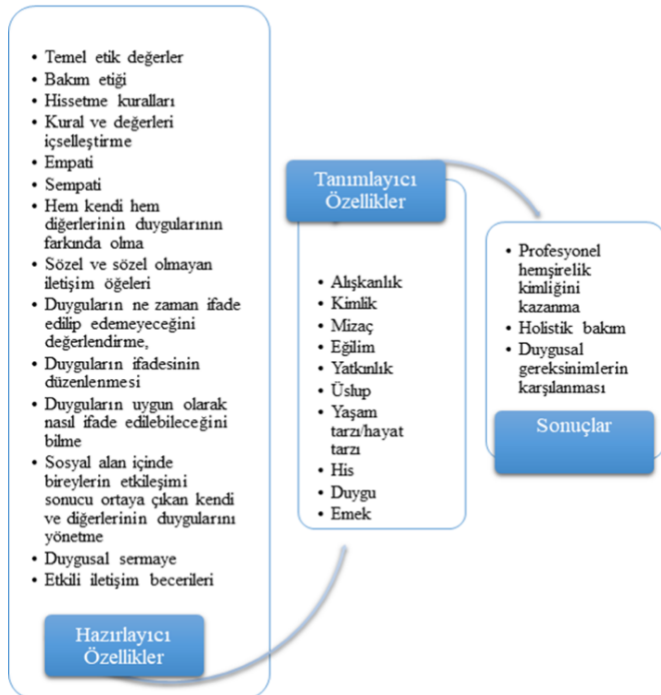 • Temel etik değerler
• Bakım etiği
• Hissetme kuralları
• Kural ve değerleri
içselleştirme
• Empati
• Sempati
• Hem kendi hem
diğerlerinin duygularının
farkında olma
• Sözel ve sözel olmayan
iletişim öğeleri
• Duyguların ne zaman ifade
edilip edemeyeceğini
değerlendirme,
• Duyguların ifadesinin
düzenlenmesi
• Duyguların uygun olarak
nasıl ifade edilebileceğini
bilme
• Sosyal alan içinde
bireylerin etkileşimi
sonucu ortaya çıkan kendi
ve diğerlerinin duygularını
yönetme
• Duygusal sermaye
• Etkili iletişim becerileri
Hazırlayıcı
Özellikler
Tanımlayıcı
Özellikler
• Alışkanlık
• Kimlik
• Mizaç
• Eğilim
• Yatkınlık
• Üslup
• Yaşam
tarzı/hayat
tarzı
• His
• Duygu
• Emek
• Profesyonel
hemşirelik
kimliğini
kazanma
• Holistik bakım
• Duygusal
gereksinimlerin
karşılanması
Sonuçlar